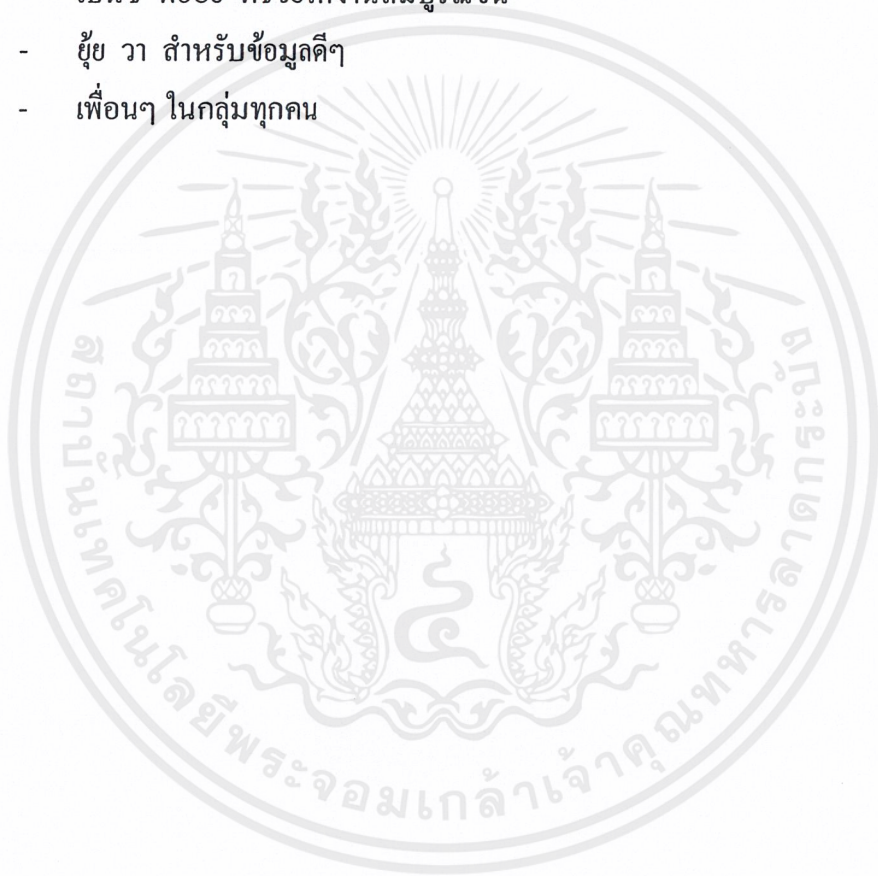 - ยุ้ย วา สำหรับข้อมูลดีๆ
- เพื่อนๆ ในกลุ่มทุกคน
สถาบันเทคโนโลยีพระจอมเกล้าเจ้าคุณทหารลาดกระบัง
๔